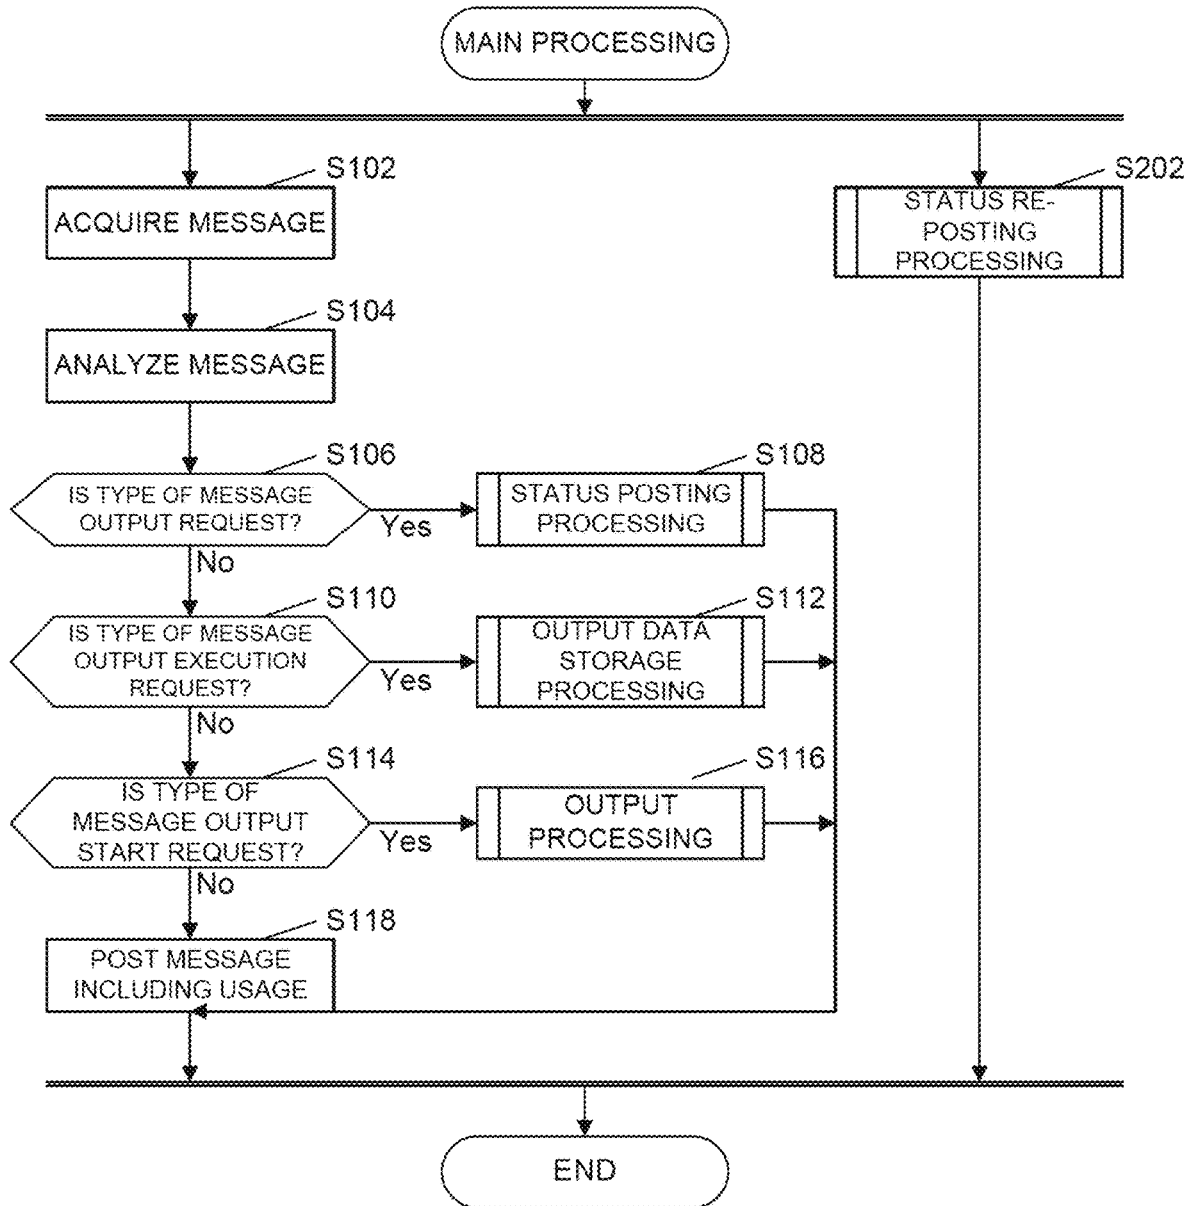 MAIN PROCESSING
S102
ACQUIRE MESSAGE
S202
STATUS RE-
POSTING
PROCESSING
S104
ANALYZE MESSAGE
S106
IS TYPE OF MESSAGE
OUTPUT REQUEST?
Yes
No
S108
STATUS POSTING
PROCESSING
S110
IS TYPE OF MESSAGE
OUTPUT EXECUTION
REQUEST?
Yes
No
S112
OUTPUT DATA
STORAGE
PROCESSING
S114
IS TYPE OF
MESSAGE OUTPUT
START REQUEST?
Yes
No
S116
OUTPUT
PROCESSING
S118
POST MESSAGE
INCLUDING USAGE
END